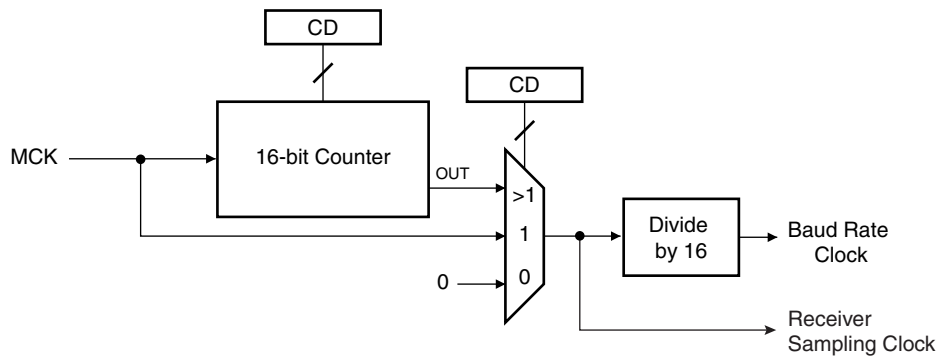 CD
CD
MCK
16-bit Counter
OUT
>1
1
0
0
Divide
by 16
Baud Rate
Clock
Receiver
Sampling Clock